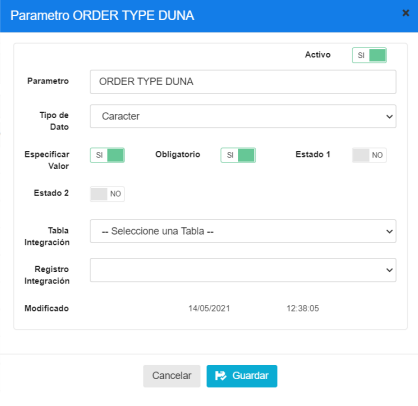 Parametro ORDER TYPE DUNA ×
Activo SI
Parametro ORDER TYPE DUNA
Tipo de Dato Caracter
Especificar Valor SI Obligatorio SI Estado 1 NO
Estado 2 NO
Tabla Integración -- Seleccione una Tabla --
Registro Integración
Modificado 14/05/2021 12:38:05
Cancelar Guardar